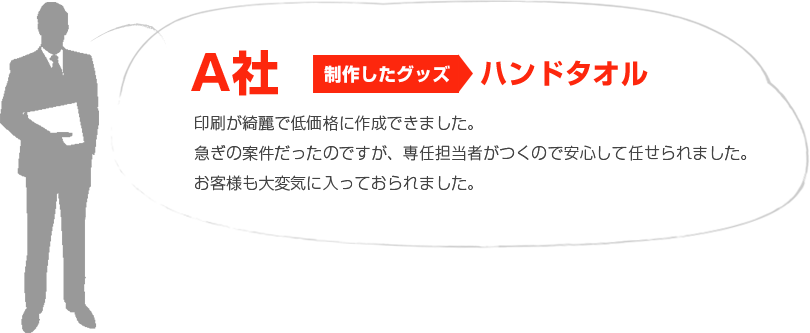 A社 制作したグッズ ハンドタオル
印刷が綺麗で低価格に作成できました。
急ぎの案件だったのですが、専任担当者がつくので安心して任せられました。
お客様も大変気に入っておられました。